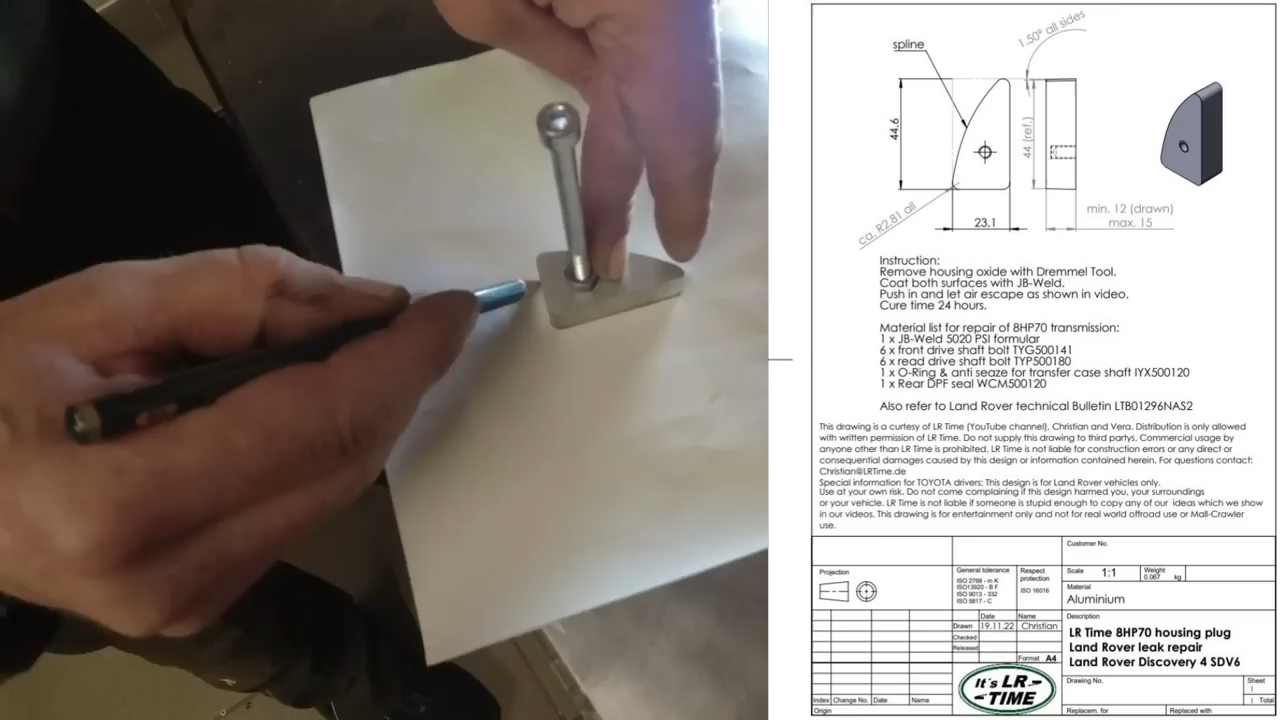 1.50° all sides
spline
44.6
44 (ref.)
ca. R2.81 all
23.1
min. 12 (drawn)
max. 15
Instruction:
Remove housing oxide with Dremmel Tool.
Coat both surfaces with JB-Weld.
Push in and let air escape as shown in video.
Cure time 24 hours.
Material list for repair of 8HP70 transmission:
1 x JB-Weld 5020 PSI formular
6 x front drive shaft bolt TYG500141
6 x read drive shaft bolt TYP500180
1 x O-Ring & anti seaze for transfer case shaft IYX500120
1 x Rear DPF seal WCM500120
Also refer to Land Rover technical Bulletin LTB01296NAS2
This drawing is a curtesy of LR Time (YouTube channel), Christian and Vera. Distribution is only allowed
with written permission of LR Time. Do not supply this drawing to third partys. Commercial usage by
anyone other than LR Time is prohibited. LR Time is not liable for construction errors or any direct or
consequential damages caused by this design or information contained herein. For questions contact:
Christian@LRTime.de
Special information for TOYOTA drivers: This design is for Land Rover vehicles only.
Use at your own risk. Do not come complaining if this design harmed you, your surroundings
or your vehicle. LR Time is not liable if someone is stupid enough to copy any of our ideas which we show
in our videos. This drawing is for entertainment only and not for real world offroad use or Mall-Crawler
use.
Customer No.
Projection
General tolerance
ISO 2768 - m K
ISO13920 - B F
ISO 9013 - 332
ISO 5817 - C
Respect
protection
ISO 16016
Scale 1:1
Weight
0.067 kg
Material
Aluminium
Date Name
Drawn 19.11.22 Christian
Checked
Released
Format A4
Description
LR Time 8HP70 housing plug
Land Rover leak repair
Land Rover Discovery 4 SDV6
It's LR
TIME
Drawing No.
Sheet
1
1 Total
Index Change No. Date Name
Origin
Replacem. for
Replaced with